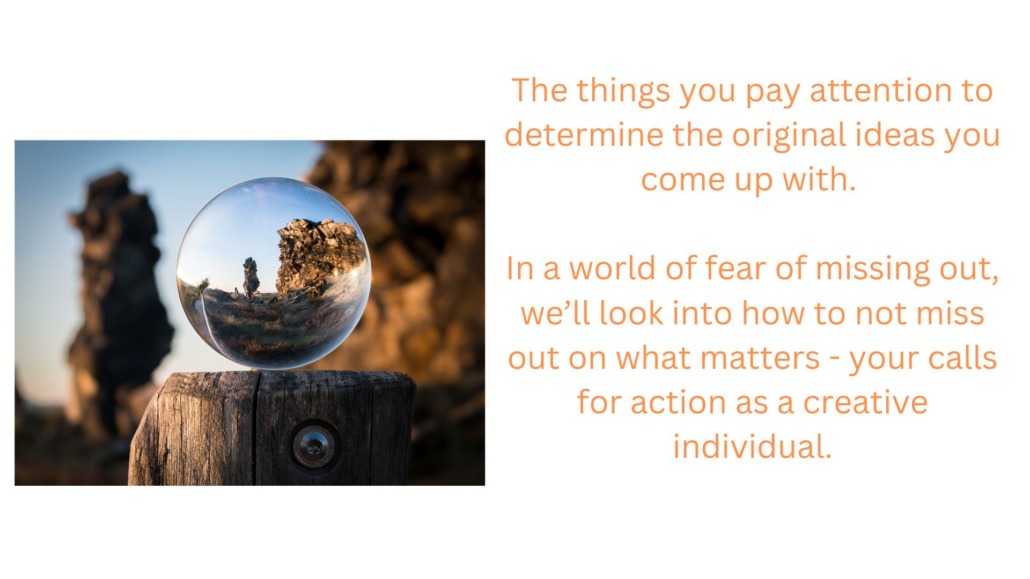 The things you pay attention to
determine the original ideas you
come up with.
In a world of fear of missing out,
we’ll look into how to not miss
out on what matters - your calls
for action as a creative
individual.